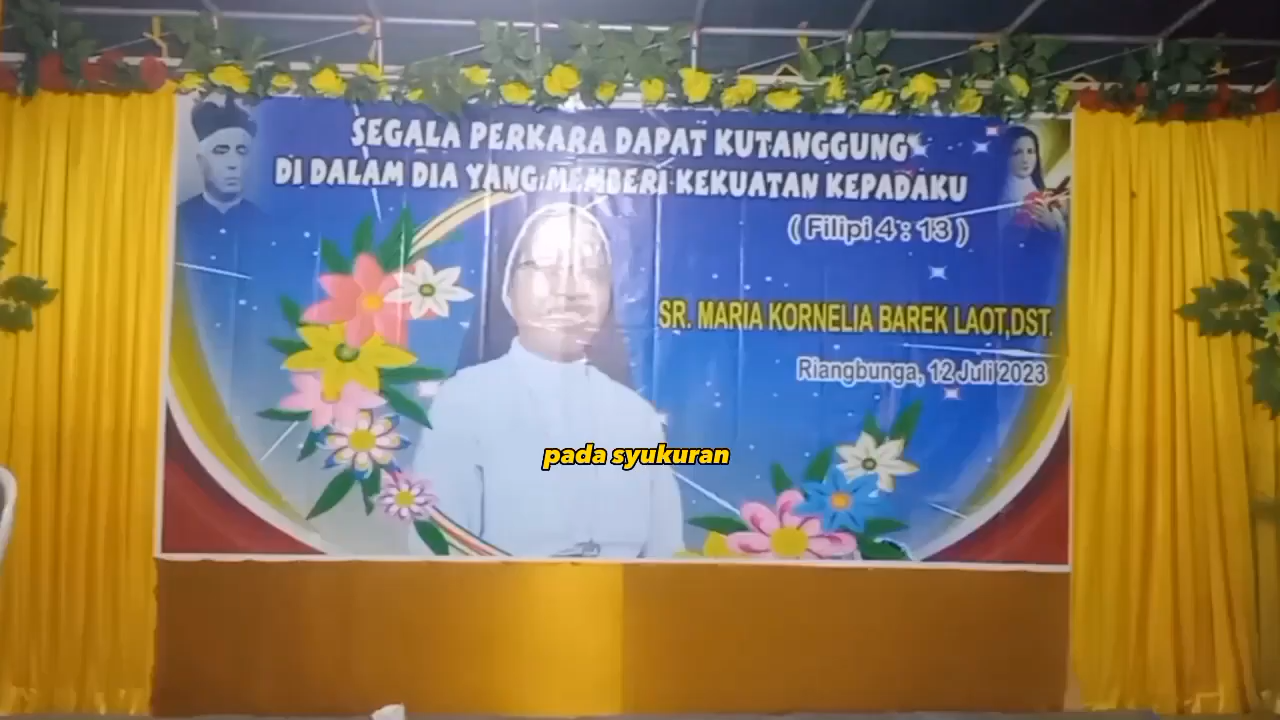 SEGALA PERKARA DAPAT KUTANGGUNG
DI DALAM DIA YANG MEMBERI KEKUATAN KEPADAKU
( Filipi 4 : 13 )
SR. MARIA KORNELIA BAREK LAOT,DST.
Riangbunga, 12 Juli 2023
pada syukuran